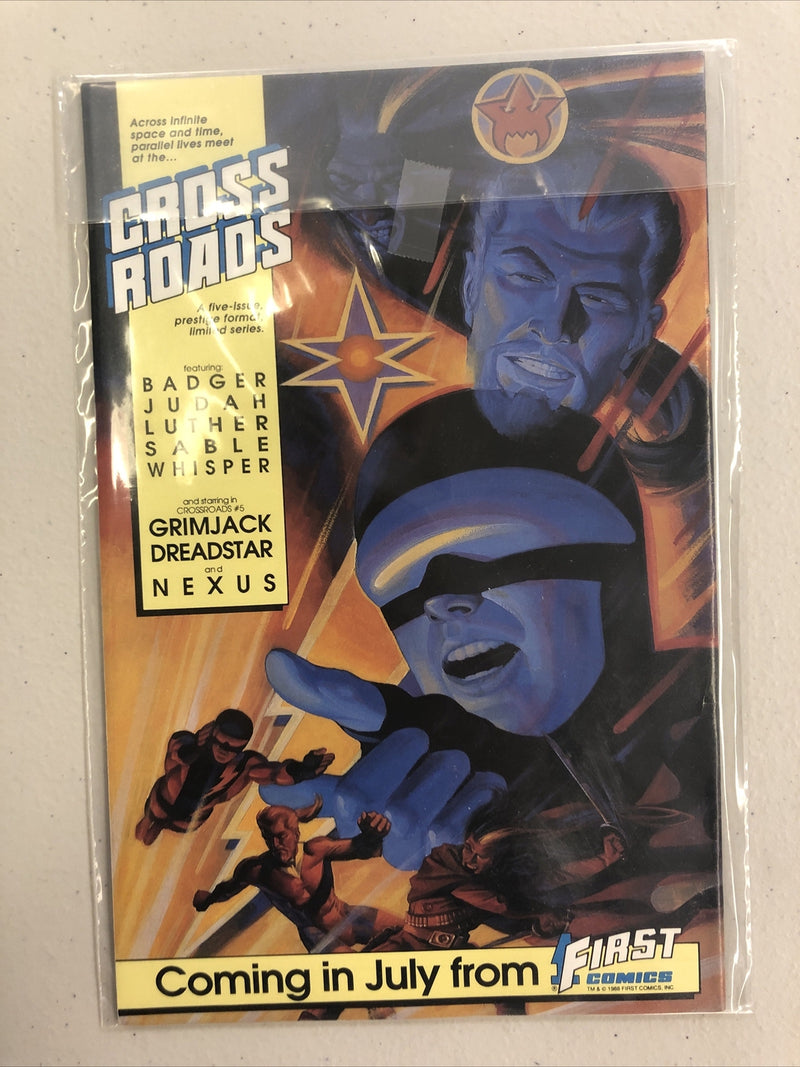 Across infinite
space and time,
parallel lives meet
at the...
CROSS
ROADS
A five-issue,
prestige format,
limited series.
featuring:
BADGER
JUDAH
LUTHER
SABLE
WHISPER
and starring in
CROSSROADS #5
GRIMJACK
DREADSTAR
and
NEXUS
Coming in July from
1 FIRST
COMICS
® TM & © 1988 FIRST COMICS, INC.